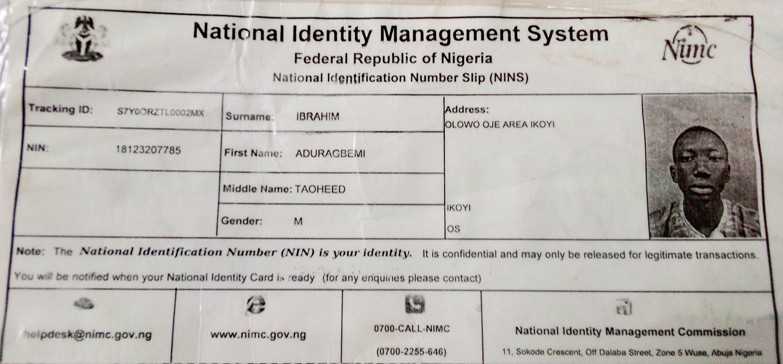 National Identity Management System
Federal Republic of Nigeria
National Identification Number Slip (NINS)
Nimc
Tracking ID: S7Y0ORZTL0002MX
Surname: IBRAHIM
Address:
OLOWO OJE AREA IKOYI
NIN: 18123207785
First Name: ADURAGBEMI
Middle Name: TAOHEED
IKOYI
Gender: M
OS
Note: The National Identification Number (NIN) is your identity. It is confidential and may only be released for legitimate transactions.
You will be notified when your National Identity Card is ready (for any enquiries please contact)
helpdesk@nimc.gov.ng
www.nimc.gov.ng
0700-CALL-NIMC
(0700-2255-646)
National Identity Management Commission
11, Sokode Crescent, Off Dalaba Street, Zone 5 Wuse, Abuja Nigeria